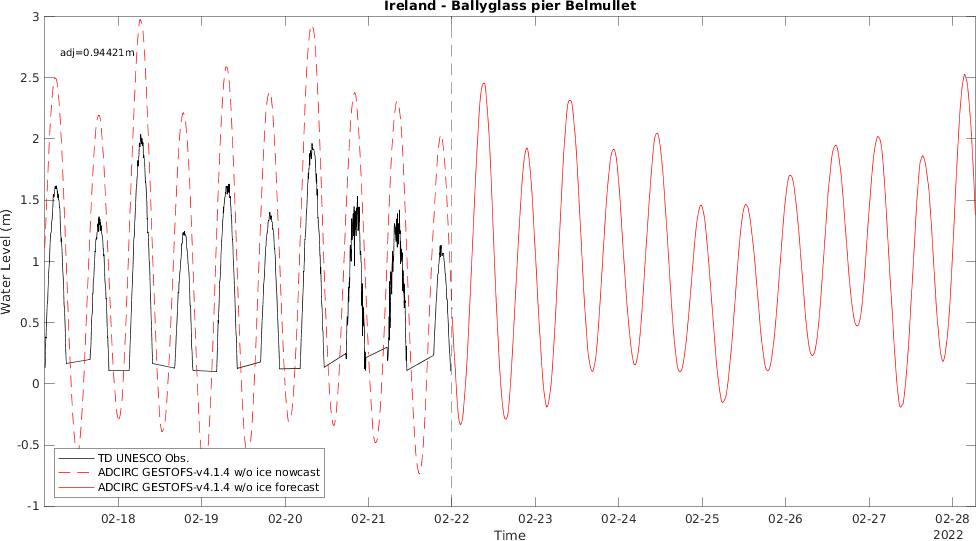 Ireland - Ballyglass pier Belmullet
adj=0.94421m
3
2.5
2
1.5
1
0.5
0
-0.5
-1
Water Level (m)
TD UNESCO Obs.
ADCIRC GESTOFS-v4.1.4 w/o ice nowcast
ADCIRC GESTOFS-v4.1.4 w/o ice forecast
02-18 02-19 02-20 02-21 02-22 02-23 02-24 02-25 02-26 02-27 02-28
2022
Time